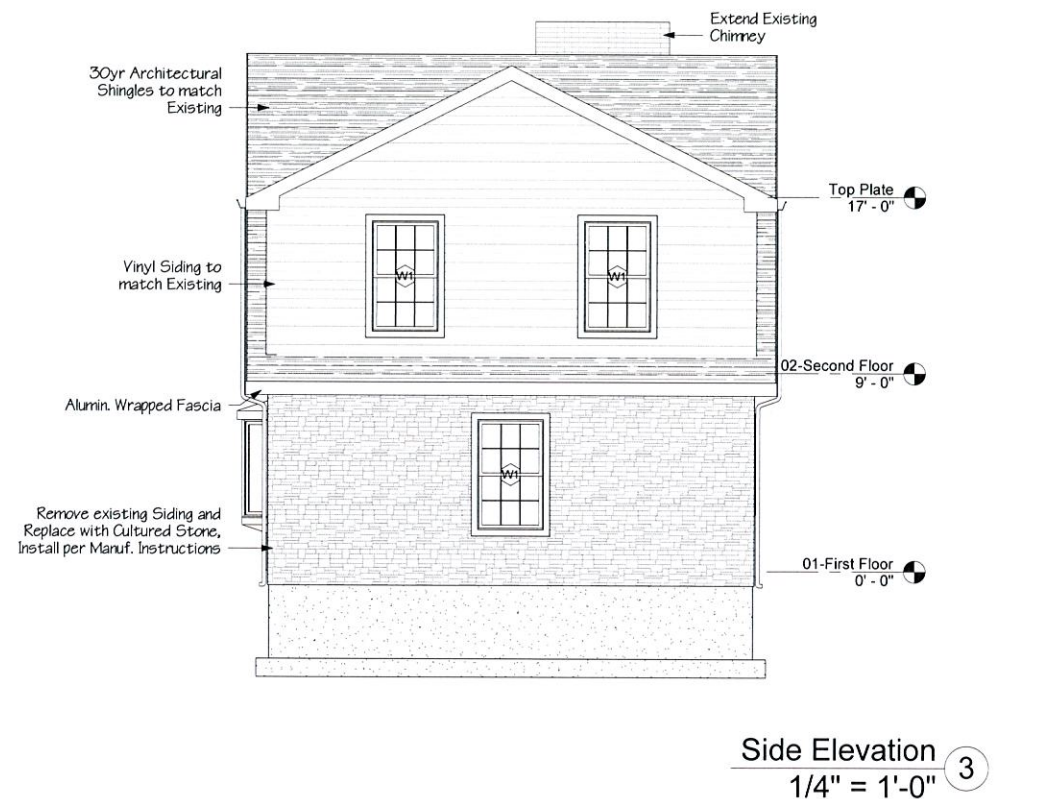 Extend Existing
Chimney
30yr Architectural
Shingles to match
Existing
Top Plate
17' - 0"
W1
W1
Vinyl Siding to
match Existing
02-Second Floor
9' - 0"
Alumin. Wrapped Fascia
W1
Remove existing Siding and
Replace with Cultured Stone,
Install per Manuf. Instructions
01-First Floor
0' - 0"
Side Elevation
1/4" = 1'-0"
3